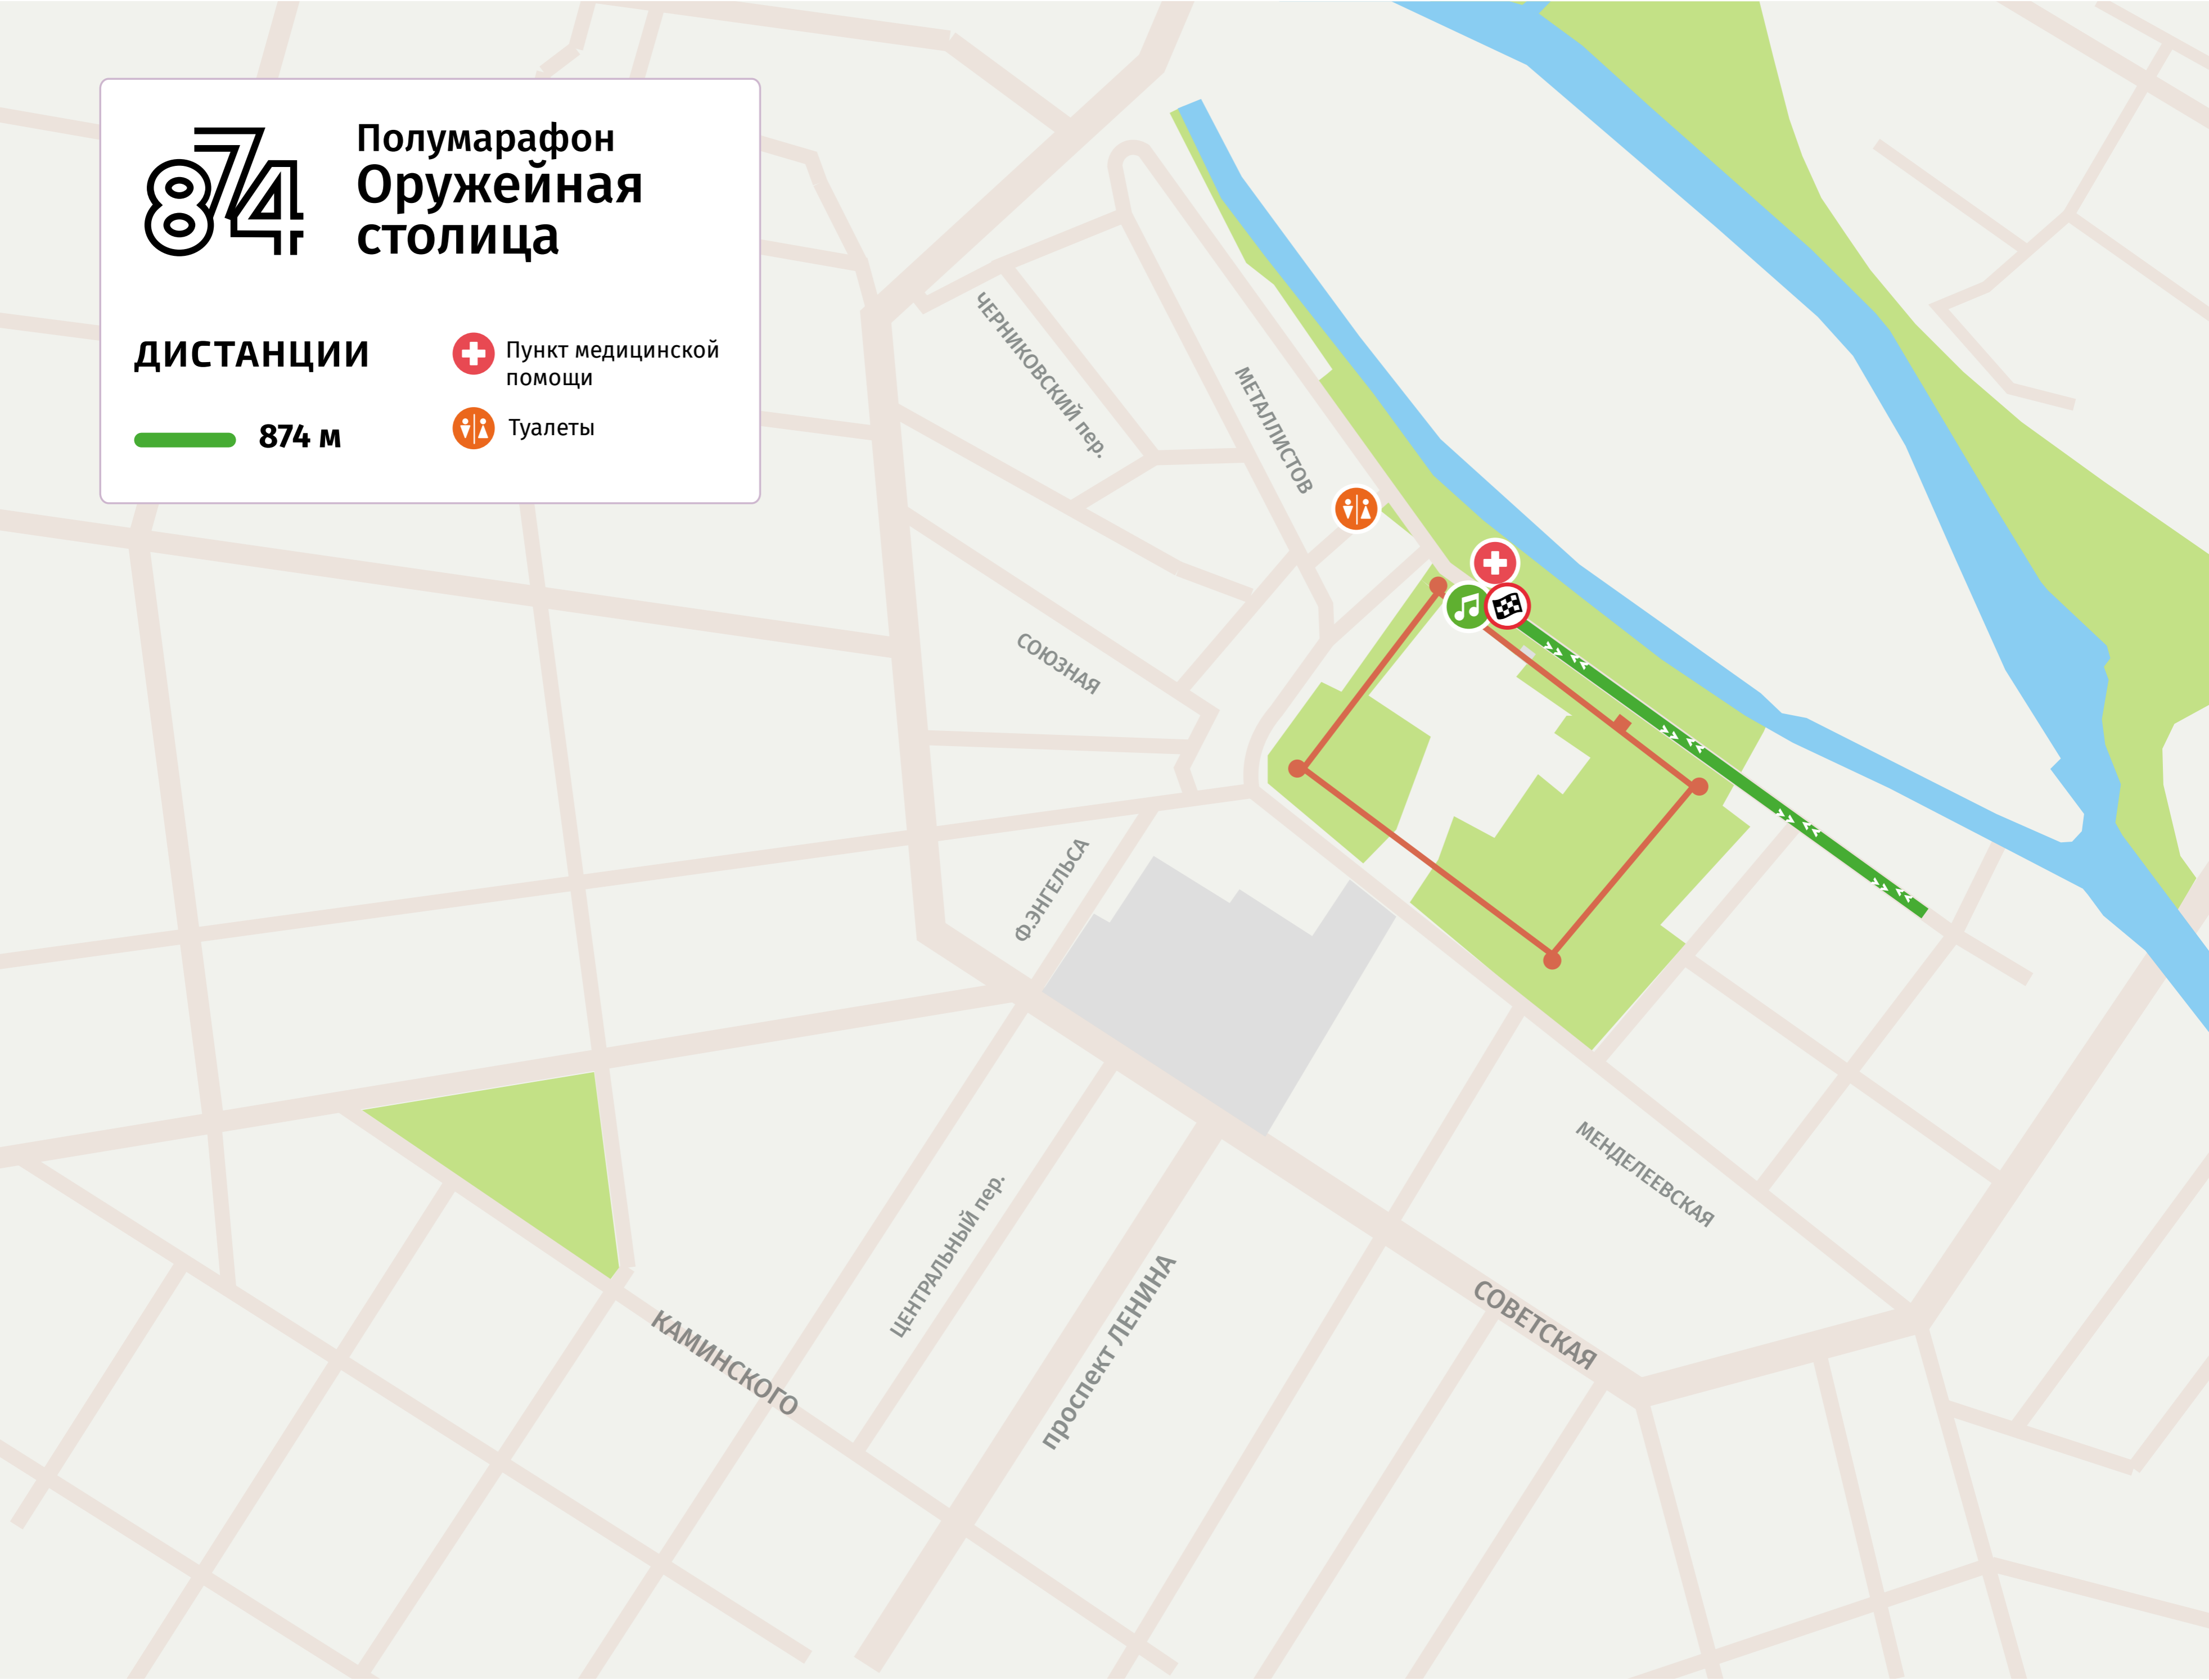 874
Полумарафон
Оружейная
столица
ДИСТАНЦИИ
874 м
Пункт медицинской
помощи
Туалеты
ЧЕРНИКОВСКИЙ пер.
МЕТАЛЛИСТОВ
СОЮЗНАЯ
Ф.ЭНГЕЛЬСА
МЕНДЕЛЕЕВСКАЯ
ЦЕНТРАЛЬНЫЙ пер.
проспект ЛЕНИНА
СОВЕТСКАЯ
КАМИНСКОГО